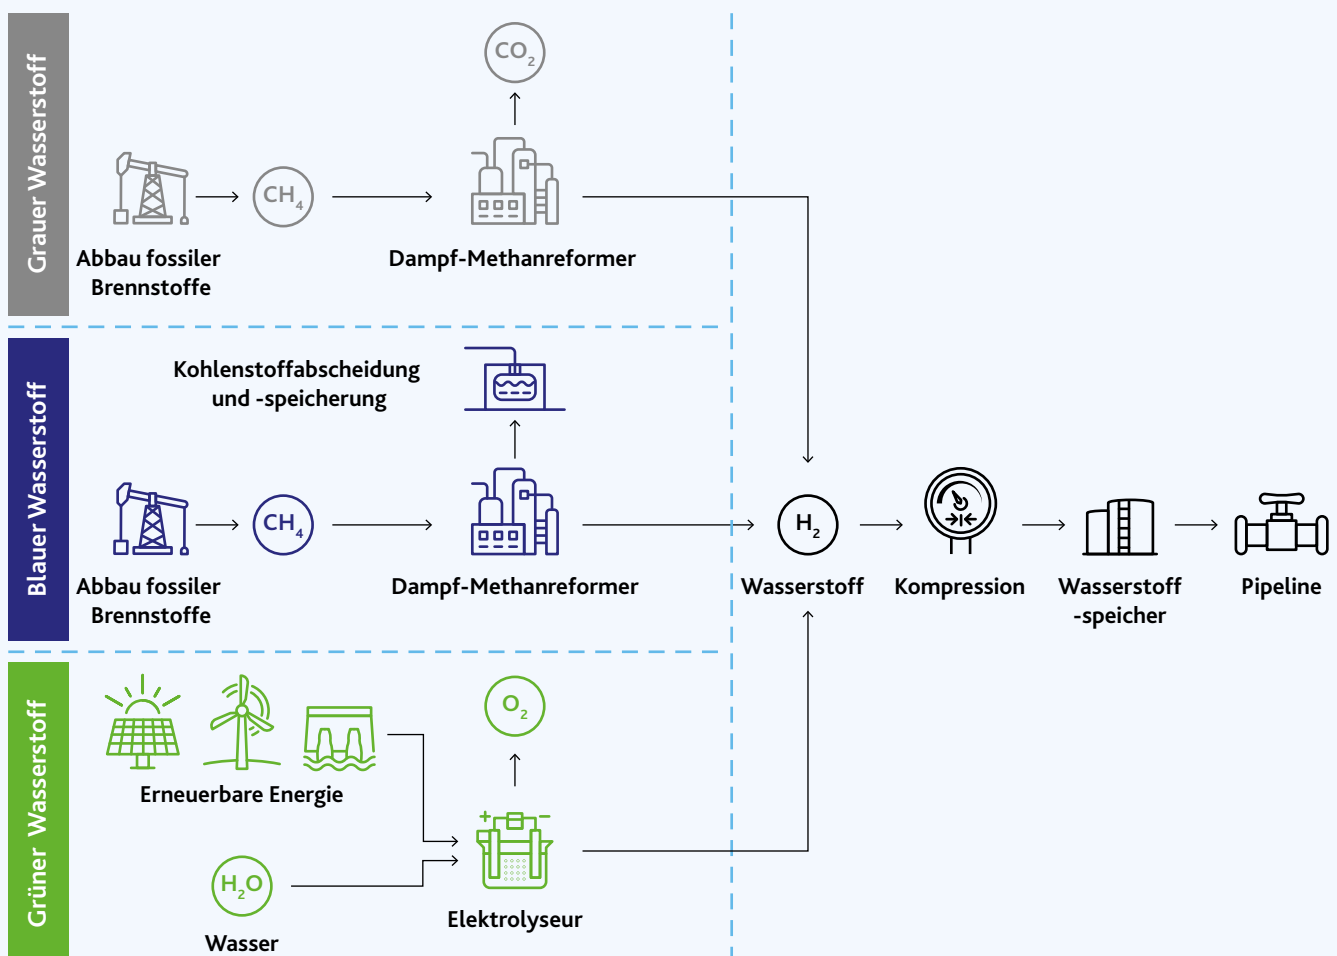 Grauer Wasserstoff
CO₂
CH₄
Abbau fossiler
Brennstoffe
Dampf-Methanreformer
Blauer Wasserstoff
Kohlenstoffabscheidung
und -speicherung
CH₄
Abbau fossiler
Brennstoffe
Dampf-Methanreformer
H₂
Wasserstoff
Kompression
Wasserstoff
-speicher
Pipeline
Grüner Wasserstoff
Erneuerbare Energie
O₂
+ −
H₂O
Wasser
Elektrolyseur